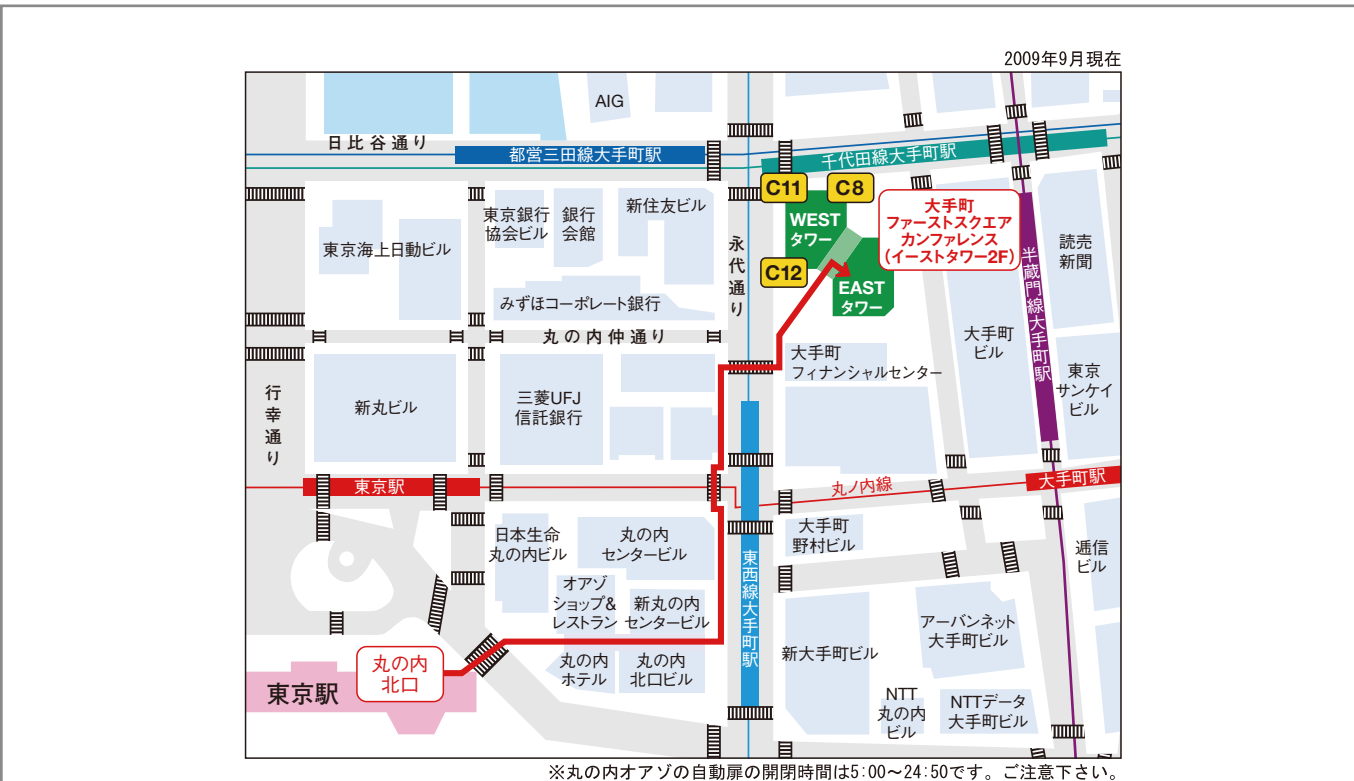 2009年9月現在
AIG
日比谷通り
都営三田線大手町駅
千代田線大手町駅
C11
C8
WEST
タワー
大手町
ファーストスクエア
カンファレンス
(イーストタワー2F)
東京海上日動ビル
東京銀行
協会ビル
銀行
会館
新住友ビル
永代通り
C12
EAST
タワー
半蔵門線大手町駅
読売
新聞
みずほコーポレート銀行
丸の内仲通り
大手町
フィナンシャルセンター
大手町
ビル
東京
サンケイ
ビル
行幸通り
新丸ビル
三菱UFJ
信託銀行
東京駅
丸ノ内線
大手町駅
日本生命
丸の内ビル
丸の内
センタービル
東西線大手町駅
大手町
野村ビル
逓信
ビル
オアゾ
ショップ&
レストラン
新丸の内
センタービル
アーバンネット
大手町ビル
新大手町ビル
丸の内
北口
東京駅
丸の内
ホテル
丸の内
北口ビル
NTT
丸の内
ビル
NTTデータ
大手町ビル
※丸の内オアゾの自動扉の開閉時間は5:00~24:50です。ご注意下さい。